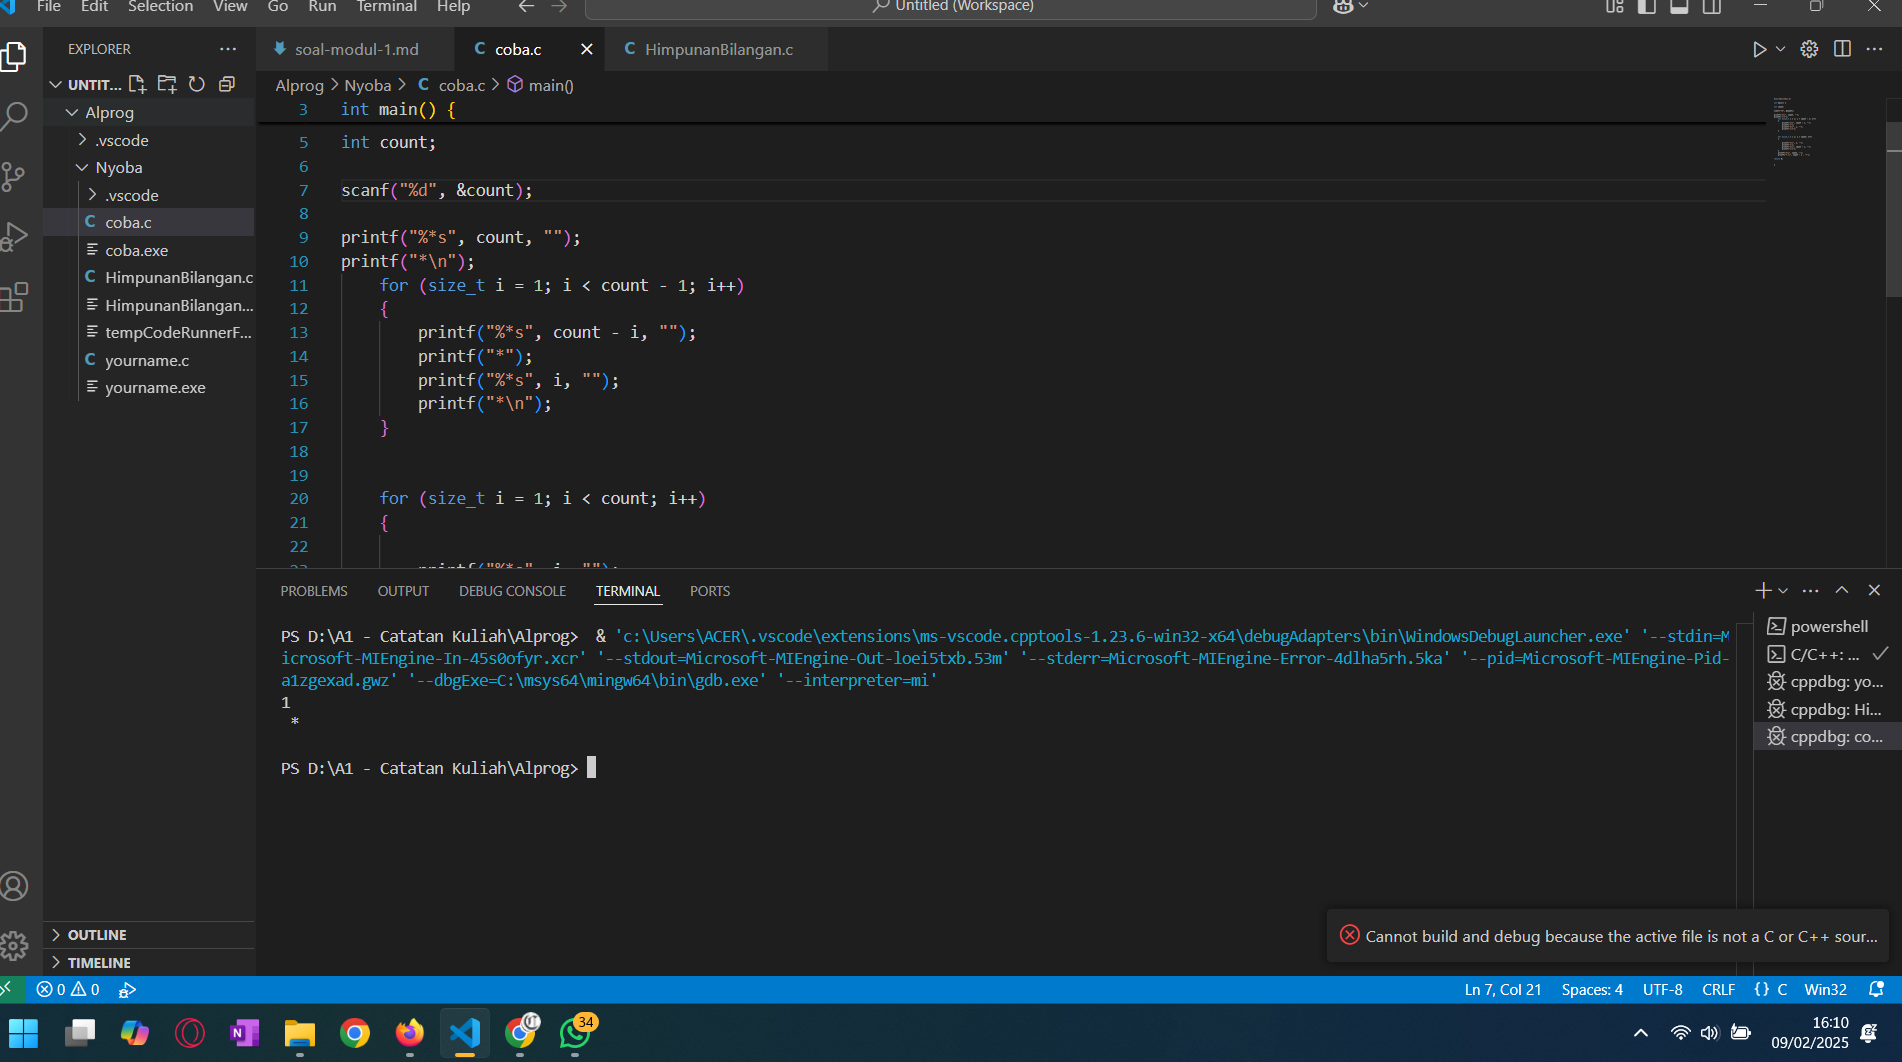 File Edit Selection View Go Run Terminal Help
Untitled (Workspace)
EXPLORER
soal-modul-1.md
C coba.c
C HimpunanBilangan.c
UNTIT...
Alprog > Nyoba > C coba.c > main()
Alprog
.vscode
Nyoba
.vscode
C coba.c
coba.exe
C HimpunanBilangan.c
HimpunanBilangan...
tempCodeRunnerF...
C yourname.c
yourname.exe
3 int main() {
5 int count;
6
7 scanf("%d", &count);
8
9 printf("%*s", count, "");
10 printf("*\n");
11 for (size_t i = 1; i < count - 1; i++)
12 {
13 printf("%*s", count - i, "");
14 printf("*");
15 printf("%*s", i, "");
16 printf("*\n");
17 }
18
19
20 for (size_t i = 1; i < count; i++)
21 {
22
23 printf("%*s", i, "");
PROBLEMS OUTPUT DEBUG CONSOLE TERMINAL PORTS
PS D:\A1 - Catatan Kuliah\Alprog> & 'c:\Users\ACER\.vscode\extensions\ms-vscode.cpptools-1.23.6-win32-x64\debugAdapters\bin\WindowsDebugLauncher.exe' '--stdin=M
icrosoft-MIEngine-In-45s0ofyr.xcr' '--stdout=Microsoft-MIEngine-Out-loei5txb.53m' '--stderr=Microsoft-MIEngine-Error-4dlha5rh.5ka' '--pid=Microsoft-MIEngine-Pid-
a1zgexad.gwz' '--dbgExe=C:\msys64\mingw64\bin\gdb.exe' '--interpreter=mi'
1
*
PS D:\A1 - Catatan Kuliah\Alprog>
powershell
C/C++: ...
cppdbg: yo...
cppdbg: Hi...
cppdbg: co...
OUTLINE
TIMELINE
Cannot build and debug because the active file is not a C or C++ sour...
0 0
Ln 7, Col 21 Spaces: 4 UTF-8 CRLF {} C Win32
34
16:10
09/02/2025